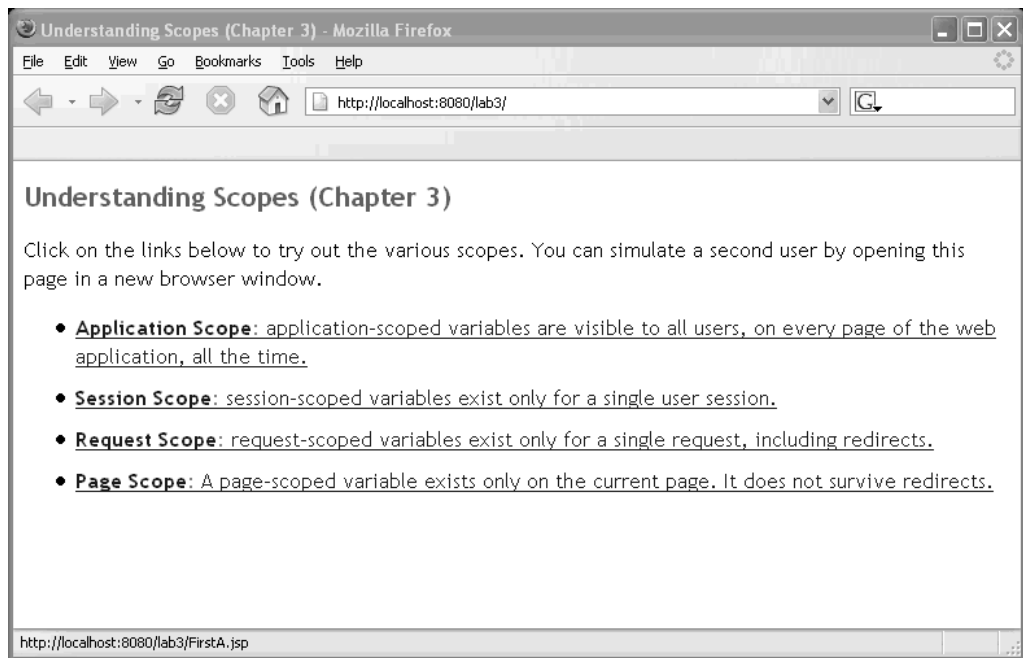 Understanding Scopes (Chapter 3) - Mozilla Firefox
File Edit View Go Bookmarks Tools Help
http://localhost:8080/lab3/
G
Understanding Scopes (Chapter 3)
Click on the links below to try out the various scopes. You can simulate a second user by opening this
page in a new browser window.
• Application Scope: application-scoped variables are visible to all users, on every page of the web
application, all the time.
• Session Scope: session-scoped variables exist only for a single user session.
• Request Scope: request-scoped variables exist only for a single request, including redirects.
• Page Scope: A page-scoped variable exists only on the current page. It does not survive redirects.
http://localhost:8080/lab3/FirstA.jsp